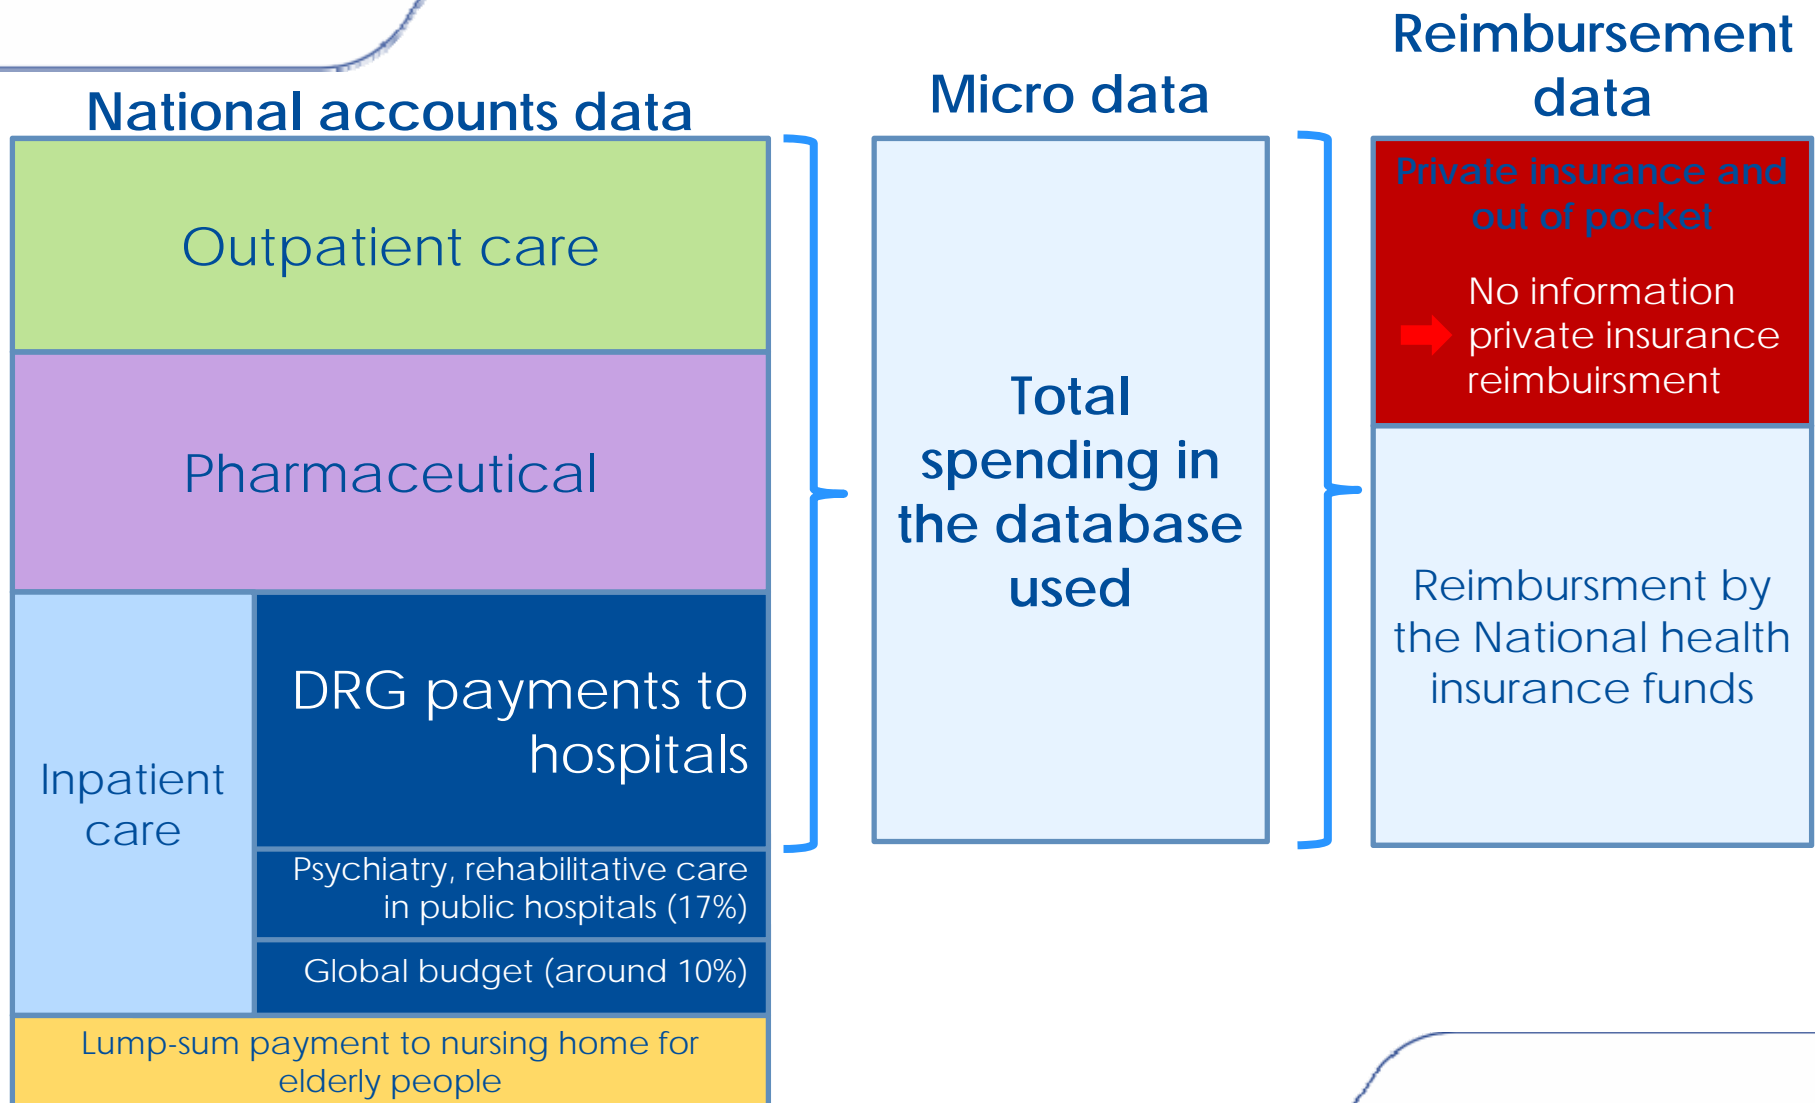 National accounts data
Outpatient care
Pharmaceutical
Inpatient
care
DRG payments to
hospitals
Psychiatry, rehabilitative care
in public hospitals (17%)
Global budget (around 10%)
Lump-sum payment to nursing home for
elderly people
Micro data
Total
spending in
the database
used
Reimbursement
data
Private insurance and
out of pocket
No information
private insurance
reimbuirsment
Reimbursment by
the National health
insurance funds